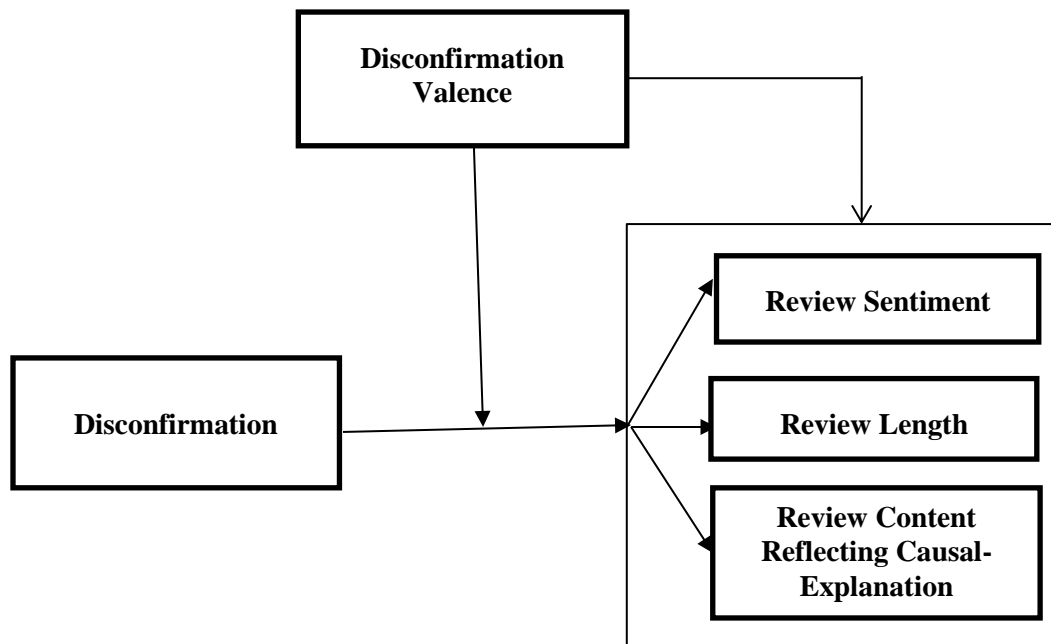 Disconfirmation
Valence
Review Sentiment
Disconfirmation
Review Length
Review Content
Reflecting Causal-
Explanation